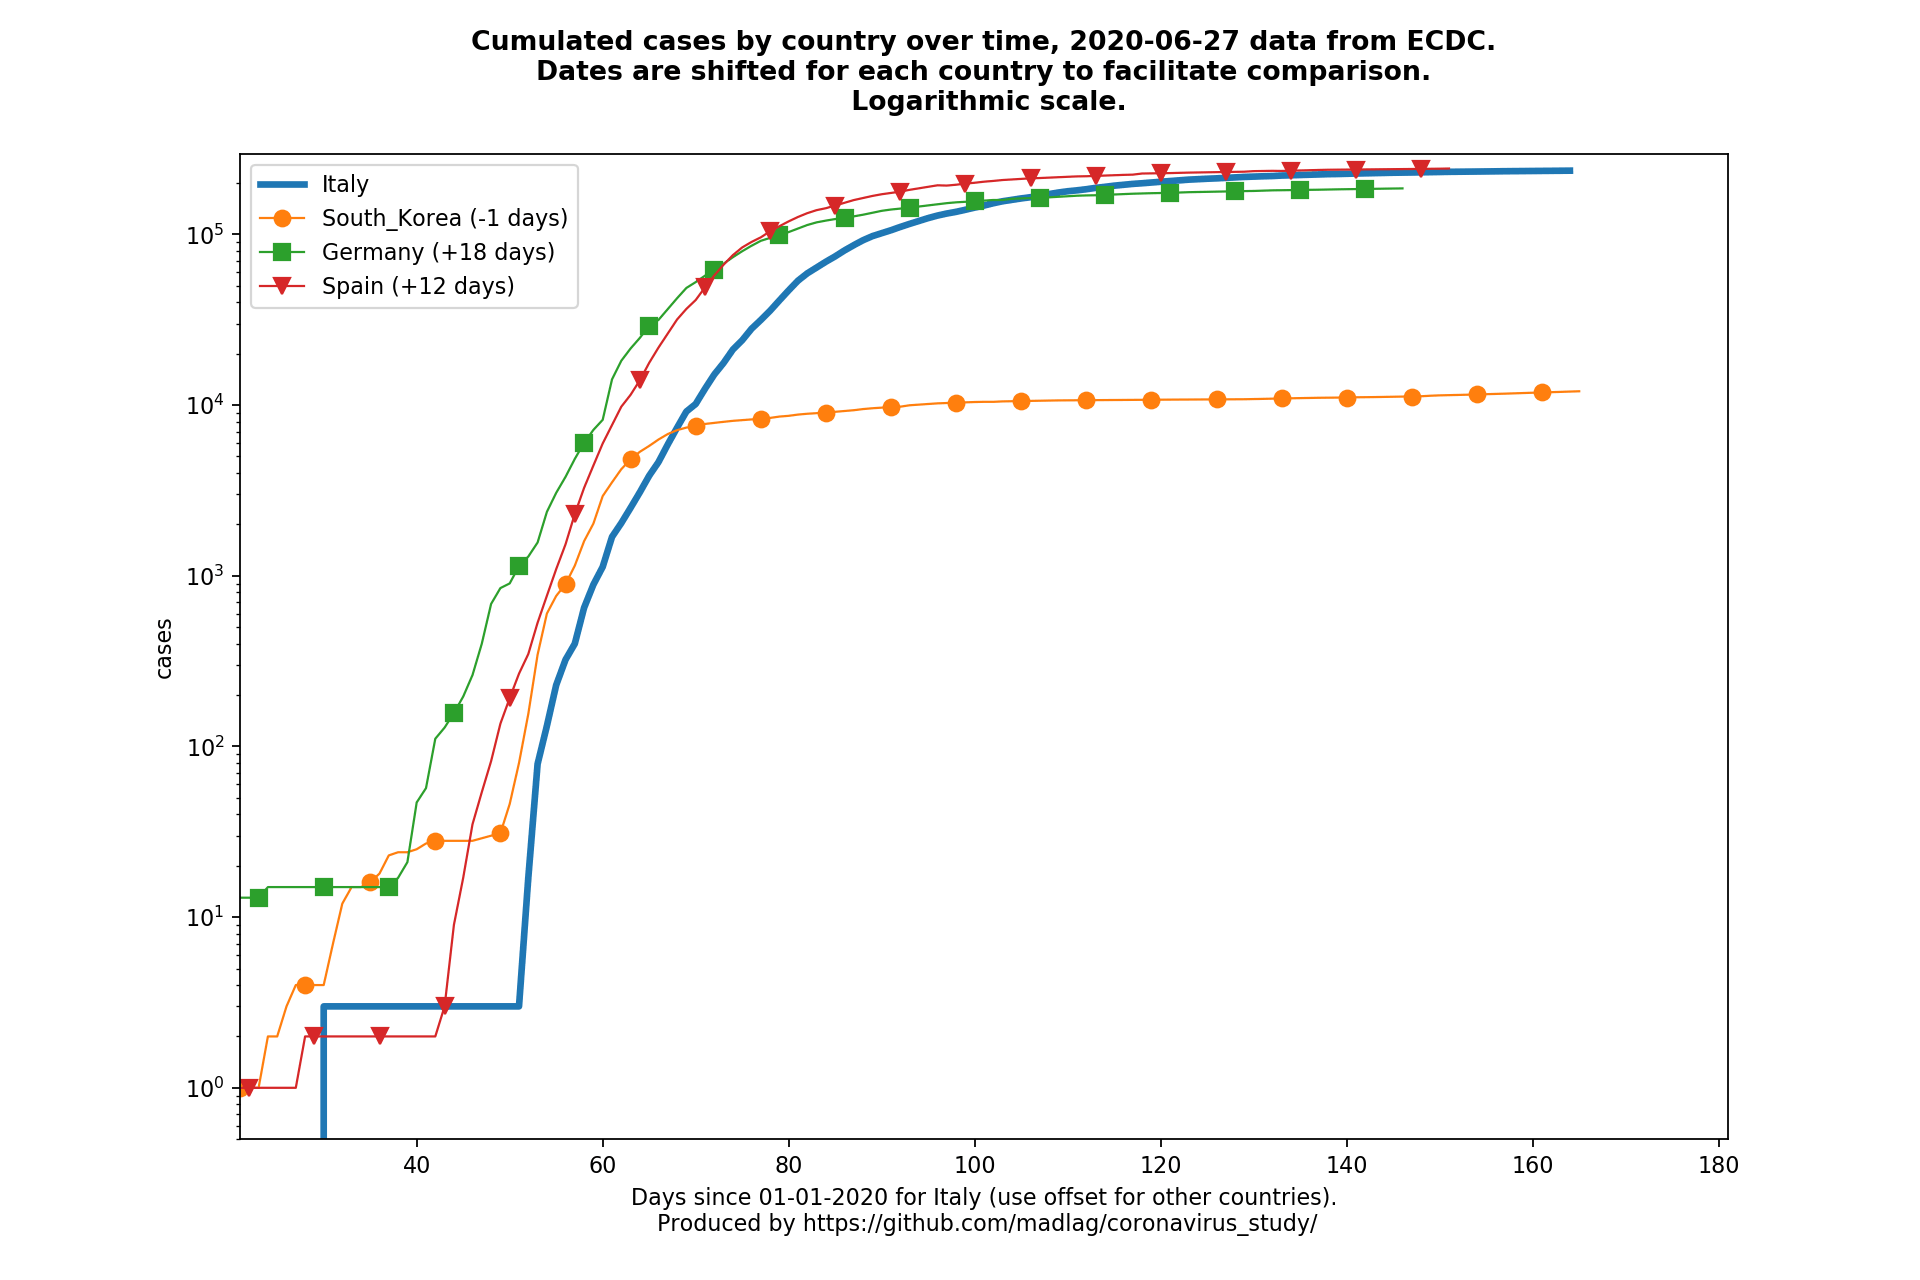 Cumulated cases by country over time, 2020-06-27 data from ECDC.
Dates are shifted for each country to facilitate comparison.
Logarithmic scale.
Italy
South_Korea (-1 days)
Germany (+18 days)
Spain (+12 days)
cases
10⁵
10⁴
10³
10²
10¹
10⁰
40 60 80 100 120 140 160 180
Days since 01-01-2020 for Italy (use offset for other countries).
Produced by https://github.com/madlag/coronavirus_study/